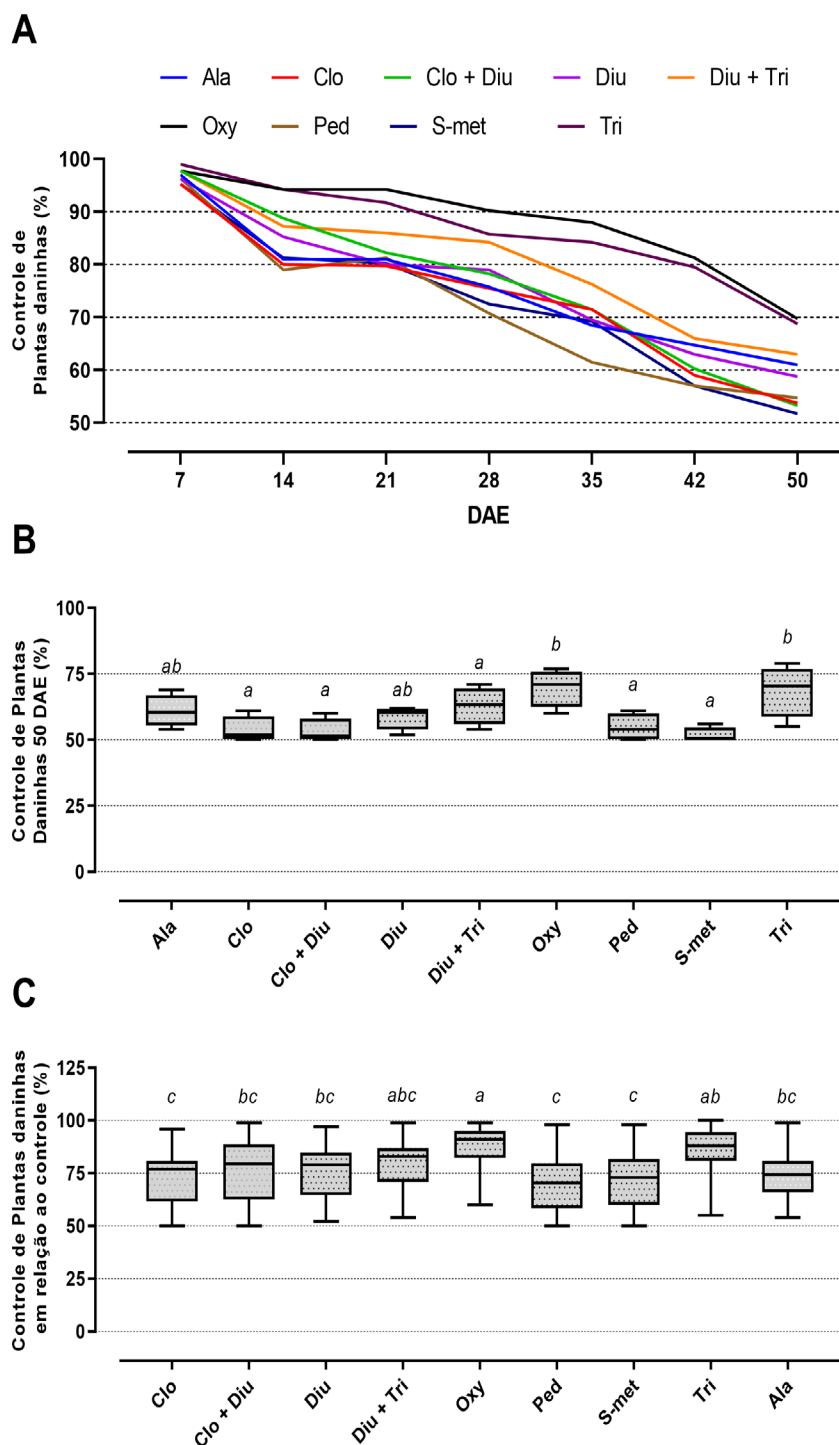 A
Ala Clo Clo + Diu Diu Diu + Tri
Oxy Ped S-met Tri
Controle de
Plantas daninhas (%)
100
90
80
70
60
50
7 14 21 28 35 42 50
DAE
B
Controle de Plantas
Daninhas 50 DAE (%)
100
75
50
25
0
ab a a ab a b a a b
Ala Clo Clo + Diu Diu Diu + Tri Oxy Ped S-met Tri
C
Controle de Plantas daninhas
em relação ao controle (%)
125
100
75
50
25
0
c bc bc abc a c c ab bc
Clo Clo + Diu Diu Diu + Tri Oxy Ped S-met Tri Ala